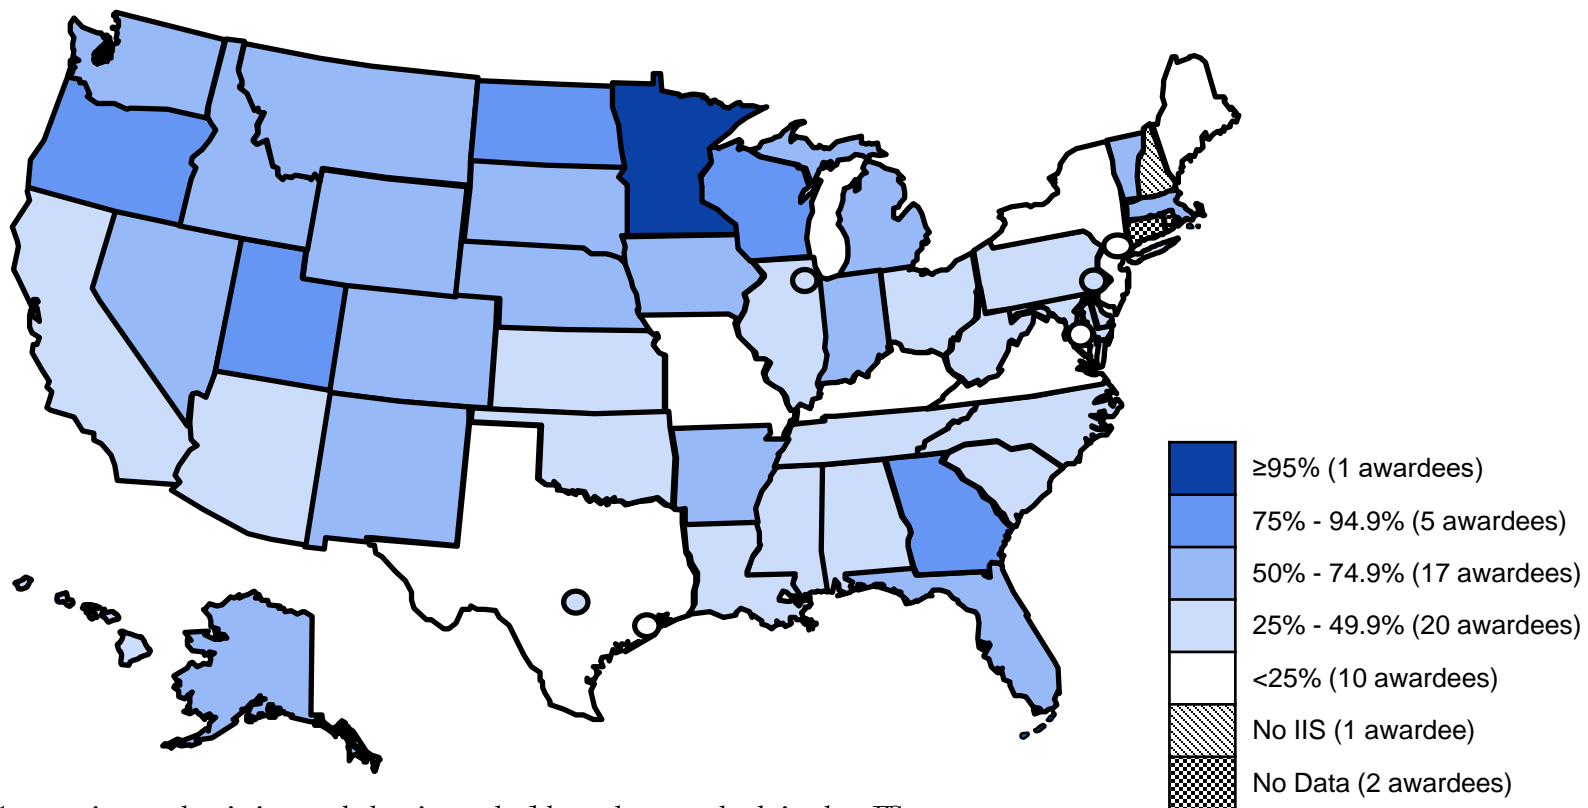 ≥95% (1 awardees)
75% - 94.9% (5 awardees)
50% - 74.9% (17 awardees)
25% - 49.9% (20 awardees)
<25% (10 awardees)
No IIS (1 awardee)
No Data (2 awardees)